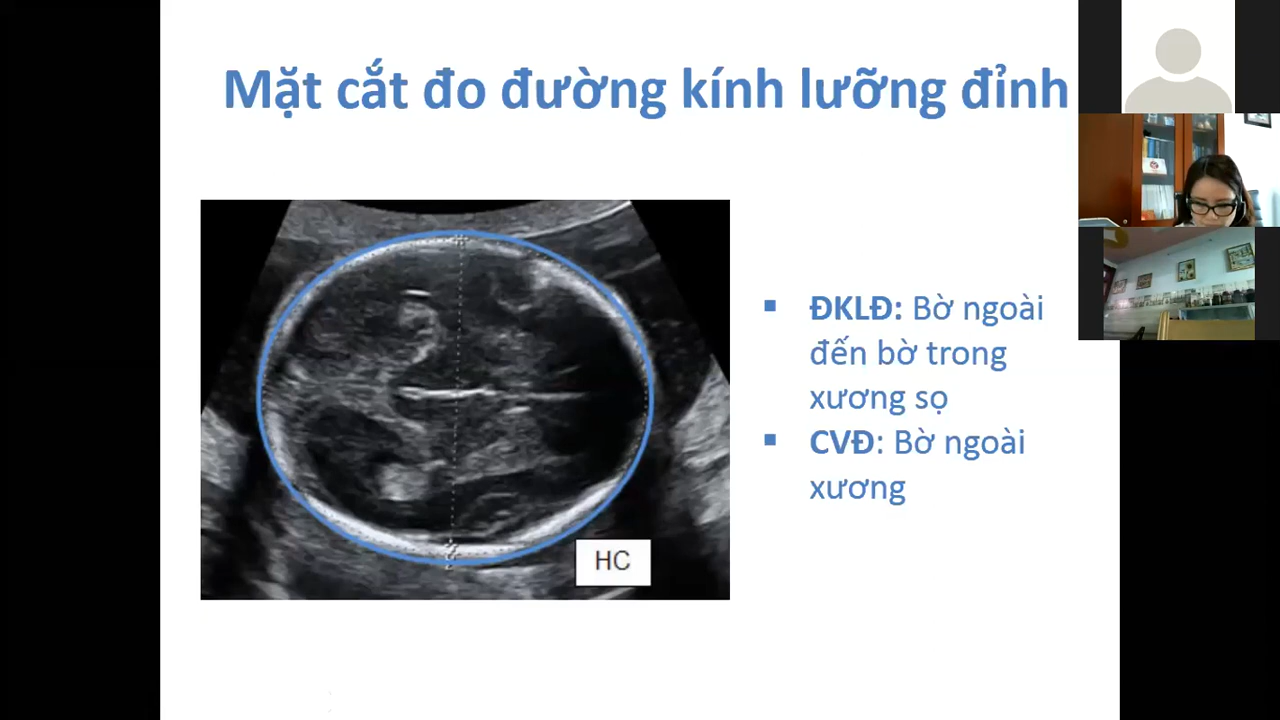 Mặt cắt đo đường kính lưỡng đỉnh
▪ ĐKLĐ: Bờ ngoài
đến bờ trong
xương sọ
▪ CVĐ: Bờ ngoài
xương
HC